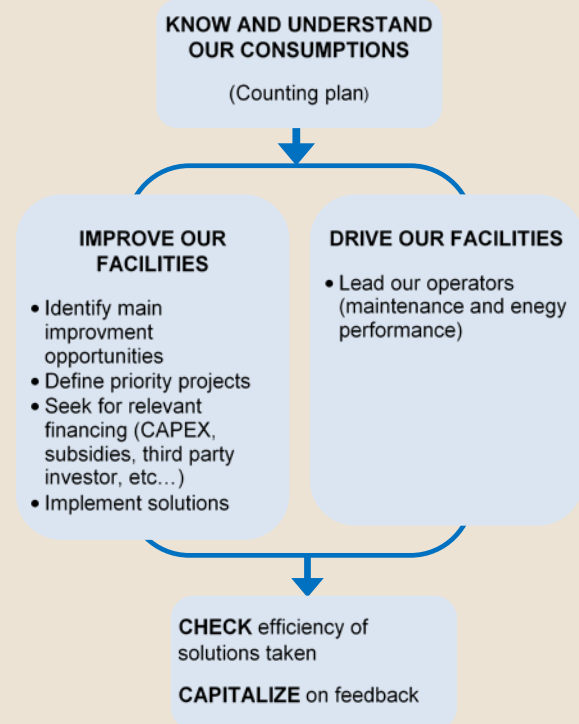 KNOW AND UNDERSTAND
OUR CONSUMPTIONS
(Counting plan)
IMPROVE OUR
FACILITIES
• Identify main
improvment
opportunities
• Define priority projects
• Seek for relevant
financing (CAPEX,
subsidies, third party
investor, etc…)
• Implement solutions
DRIVE OUR FACILITIES
• Lead our operators
(maintenance and enegy
performance)
CHECK efficiency of
solutions taken
CAPITALIZE on feedback